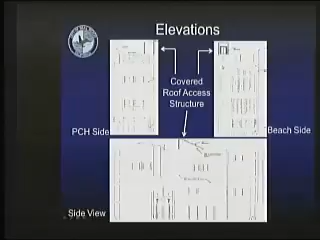 Elevations
Covered
Roof Access
Structure
PCH Side
Beach Side
Side View